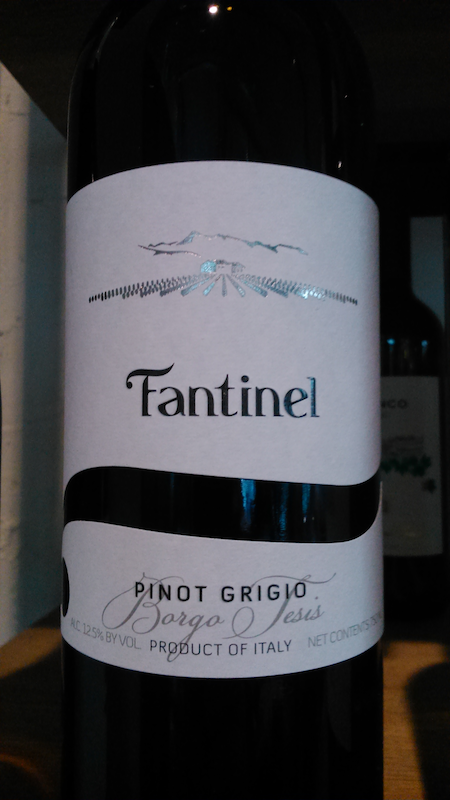 Fantinel
PINOT GRIGIO
Borgo Tesis
ALC. 12.5% BY VOL.
PRODUCT OF ITALY
NET CONTENTS